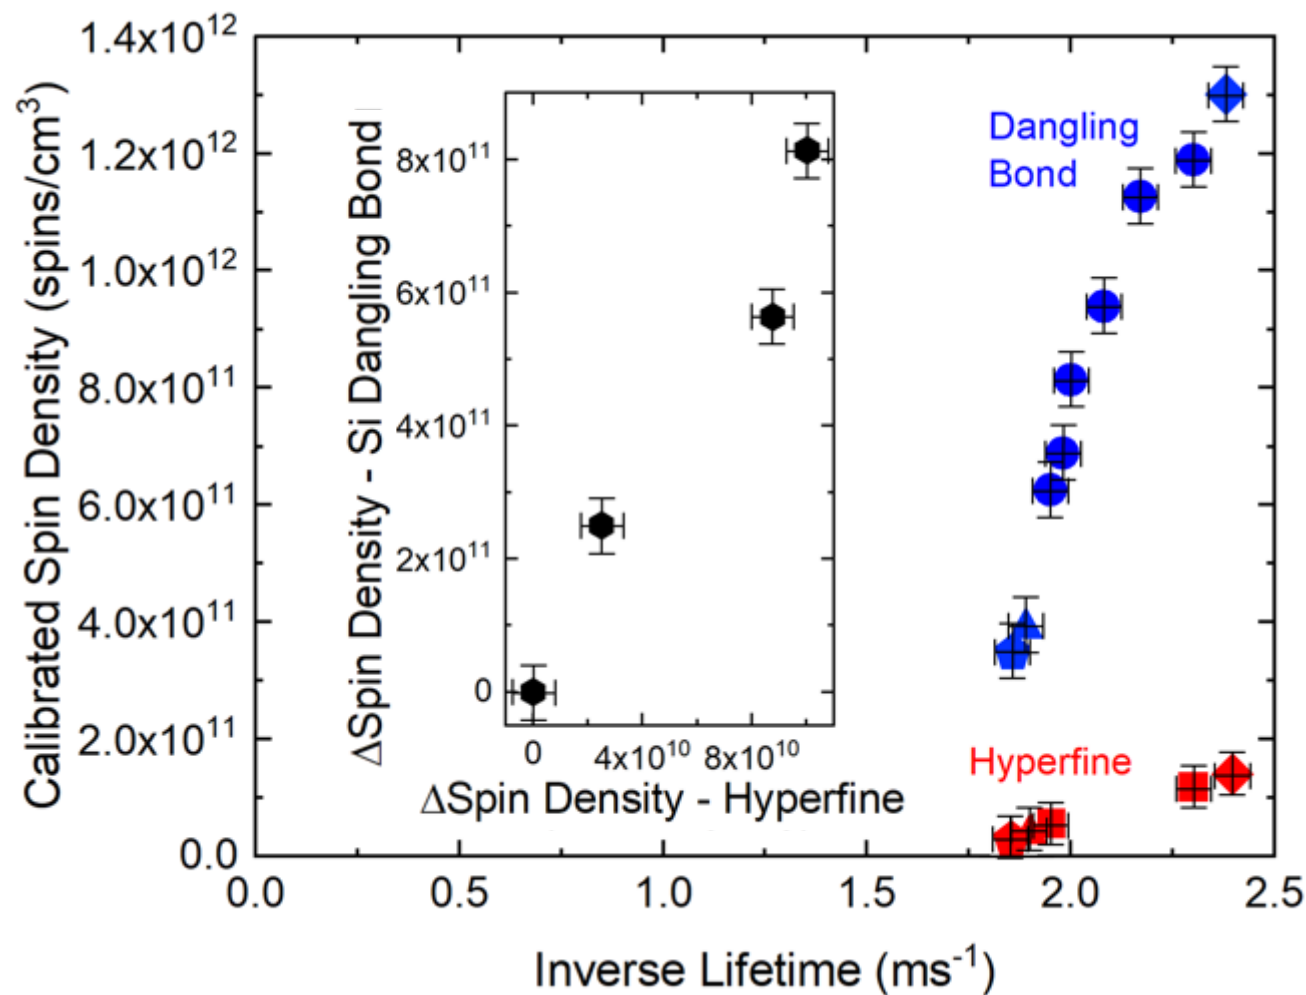 Calibrated Spin Density (spins/cm³)
1.4x10¹²
1.2x10¹²
1.0x10¹²
8.0x10¹¹
6.0x10¹¹
4.0x10¹¹
2.0x10¹¹
0.0
0.0 0.5 1.0 1.5 2.0 2.5
Inverse Lifetime (ms⁻¹)
Dangling
Bond
Hyperfine
ΔSpin Density - Si Dangling Bond
8x10¹¹
6x10¹¹
4x10¹¹
2x10¹¹
0
0 4x10¹⁰ 8x10¹⁰
ΔSpin Density - Hyperfine